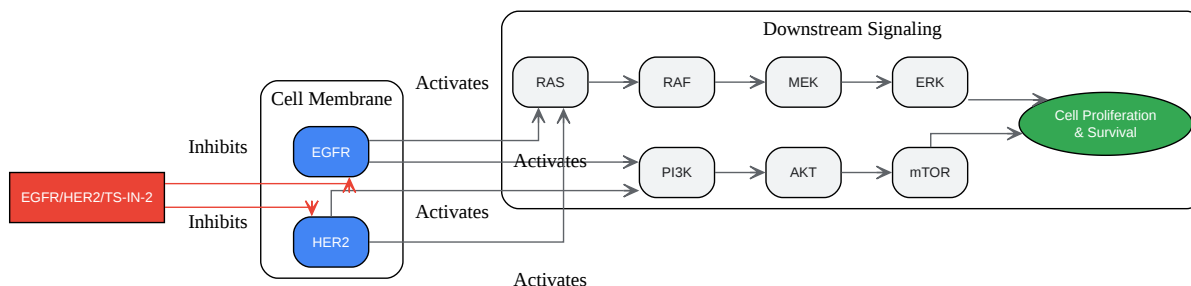 Downstream Signaling
Activates
RAS
RAF
MEK
ERK
Cell Membrane
Cell Proliferation
& Survival
Inhibits
EGFR
Activates
PI3K
AKT
mTOR
EGFR/HER2/TS-IN-2
Inhibits
Activates
HER2
Activates